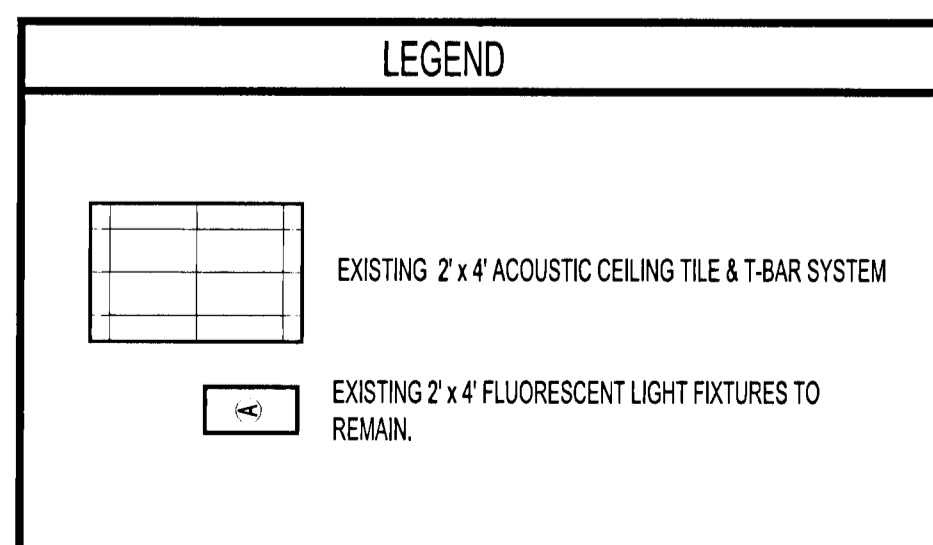 LEGEND
EXISTING 2' x 4' ACOUSTIC CEILING TILE & T-BAR SYSTEM
A
EXISTING 2' x 4' FLUORESCENT LIGHT FIXTURES TO
REMAIN.